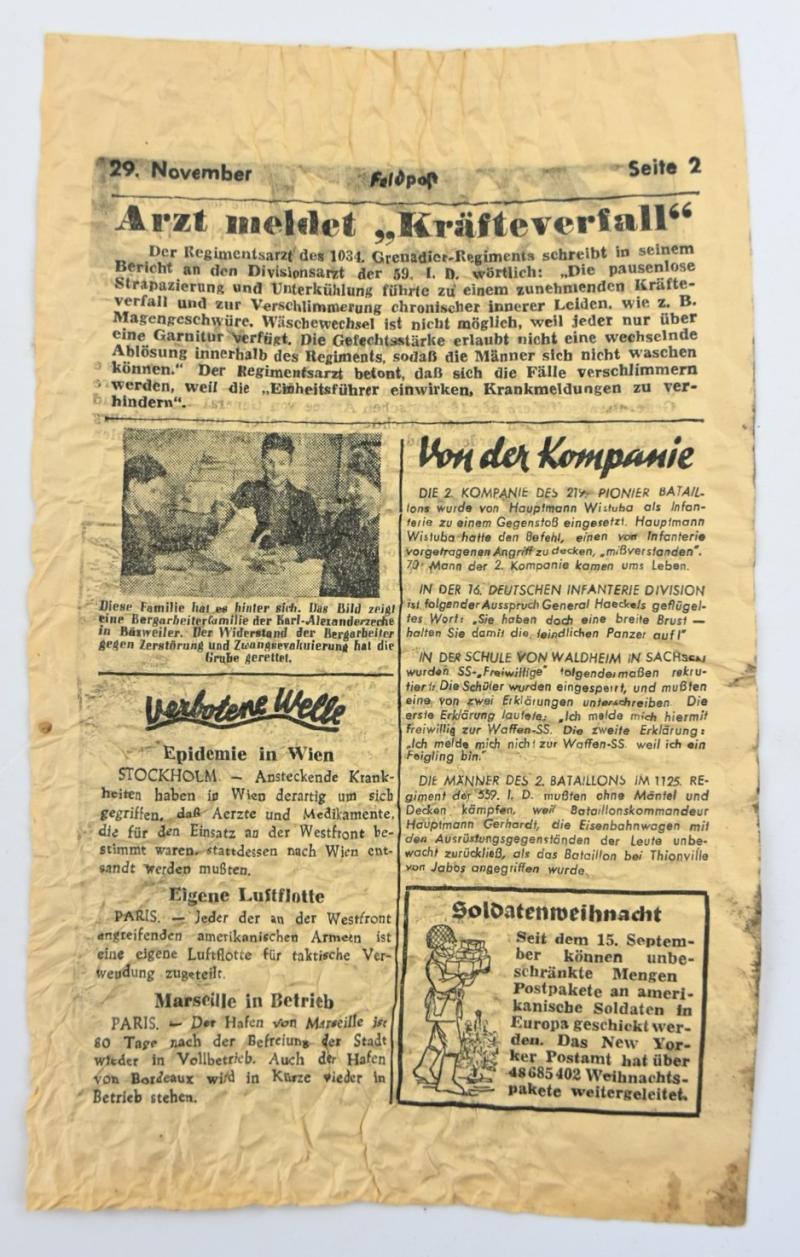 29. November
Feldpost
Seite 2
Arzt meldet „Kräfteverfall“
Der Regimentsarzt des 1034. Grenadier-Regiments schreibt in seinem
Bericht an den Divisionsarzt der 59. I. D. wörtlich: „Die pausenlose
Strapazierung und Unterkühlung führte zu einem zunehmenden Kräfte-
verfall und zur Verschlimmerung chronischer innerer Leiden, wie z. B.
Magengeschwüre. Wäschewechsel ist nicht möglich, weil jeder nur über
eine Garnitur verfügt. Die Gefechtsstärke erlaubt nicht eine wechselnde
Ablösung innerhalb des Regiments, sodaß die Männer sich nicht waschen
können.“ Der Regimentsarzt betont, daß sich die Fälle verschlimmern
werden, weil die „Einheitsführer einwirken, Krankmeldungen zu ver-
hindern“.
Diese Familie hat es hinter sich. Das Bild zeigt
eine Bergarbeiterfamilie der Karl-Alexanderzeche
in Bäsweiler. Der Widerstand der Bergarbeiter
gegen Zerstörung und Zwangsevakuierung hat die
Grube gerettet.
Verbotene Welle
Epidemie in Wien
STOCKHOLM. — Ansteckende Krank-
heiten haben in Wien derartig um sich
gegriffen, daß Aerzte und Medikamente,
die für den Einsatz an der Westfront be-
stimmt waren, stattdessen nach Wien ent-
sandt werden mußten.
Eigene Luftflotte
PARIS. — Jeder der an der Westfront
angreifenden amerikanischen Armeen ist
eine eigene Luftflotte für taktische Ver-
wendung zugeteilt.
Marseille in Betrieb
PARIS. — Der Hafen von Marseille ist
80 Tage nach der Befreiung der Stadt
wieder in Vollbetrieb. Auch der Hafen
von Bordeaux wird in Kürze wieder in
Betrieb stehen.
Von der Kompanie
DIE 2. KOMPANIE DES 219. PIONIER BATAIL-
lons wurde von Hauptmann Wistuba als Infan-
terie zu einem Gegenstoß eingesetzt. Hauptmann
Wistuba hatte den Befehl, einen von Infanterie
vorgetragenen Angriff zu decken, „mißverstanden“.
70 Mann der 2. Kompanie kamen ums Leben.
IN DER 16. DEUTSCHEN INFANTERIE DIVISION
ist folgender Ausspruch General Haeckels geflügel-
tes Wort: „Sie haben doch eine breite Brust —
halten Sie damit die feindlichen Panzer auf!“
IN DER SCHULE VON WALDHEIM IN SACHSEN
wurden SS-„Freiwillige“ folgendermaßen rekru-
tiert: Die Schüler wurden eingesperrt, und mußten
eine von zwei Erklärungen unterschreiben. Die
erste Erklärung lautete: „Ich melde mich hiermit
freiwillig zur Waffen-SS. Die zweite Erklärung:
„Ich melde mich nicht zur Waffen-SS. weil ich ein
Feigling bin.“
DIE MÄNNER DES 2. BATAILLONS IM 1125. RE-
giment der 559. I. D. mußten ohne Mäntel und
Decken kämpfen, weil Bataillonskommandeur
Hauptmann Gerhardt, die Eisenbahnwagen mit
den Ausrüstungsgegenständen der Leute unbe-
wacht zurückließ, als das Bataillon bei Thionville
von Jabos angegriffen wurde.
Soldatenweihnacht
Seit dem 15. Septem-
ber können unbe-
schränkte Mengen
Postpakete an ameri-
kanische Soldaten in
Europa geschickt wer-
den. Das New Yor-
ker Postamt hat über
48685402 Weihnachts-
pakete weitergeleitet.